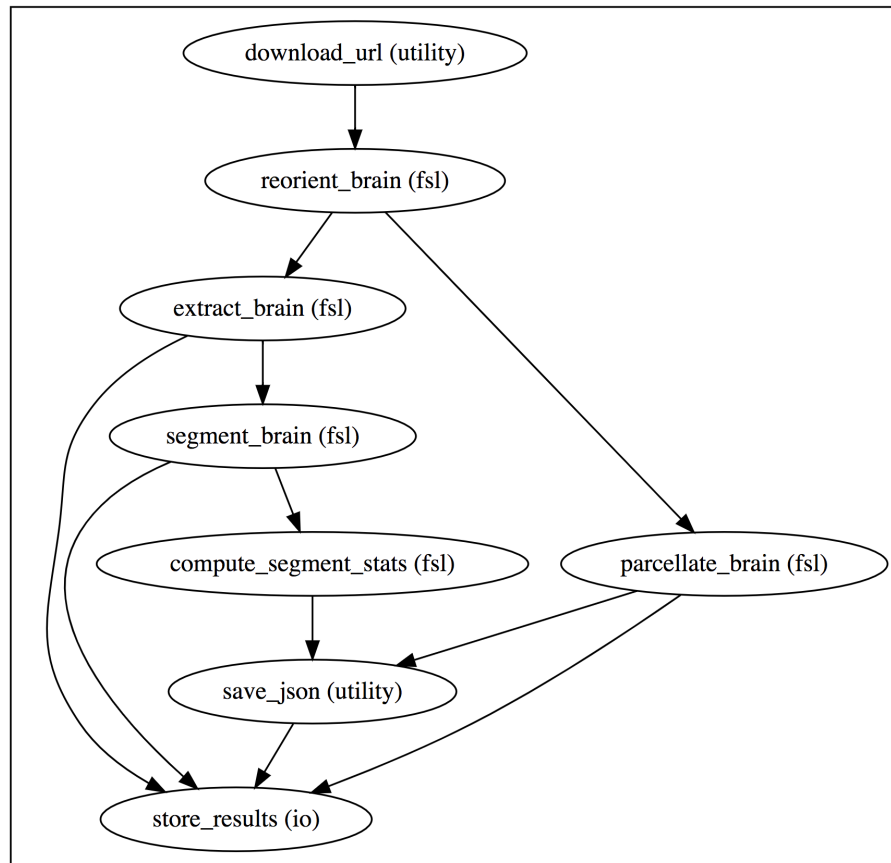 download_url (utility)
reorient_brain (fsl)
extract_brain (fsl)
segment_brain (fsl)
compute_segment_stats (fsl)
parcellate_brain (fsl)
save_json (utility)
store_results (io)